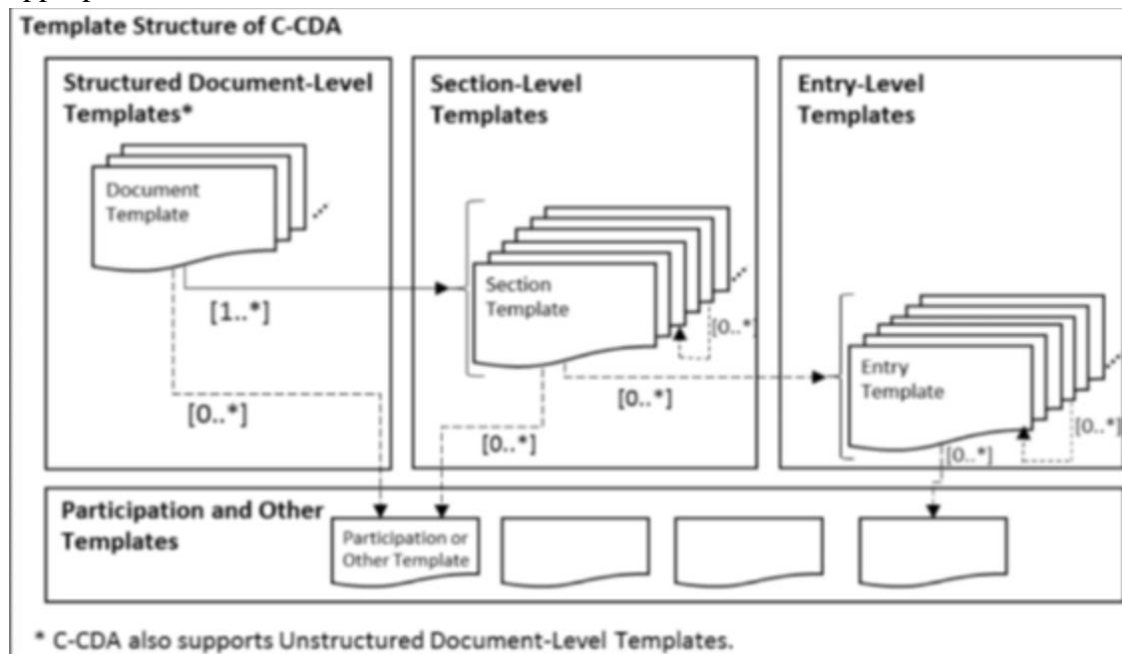 Template Structure of C-CDA
Structured Document-Level
Templates*
Section-Level
Templates
Entry-Level
Templates
Document
Template
Section
Template
Entry
Template
[1..*]
[0..*]
[0..*]
[0..*]
[0..*]
[0..*]
[0..*]
Participation and Other
Templates
Participation or
Other Template
* C-CDA also supports Unstructured Document-Level Templates.